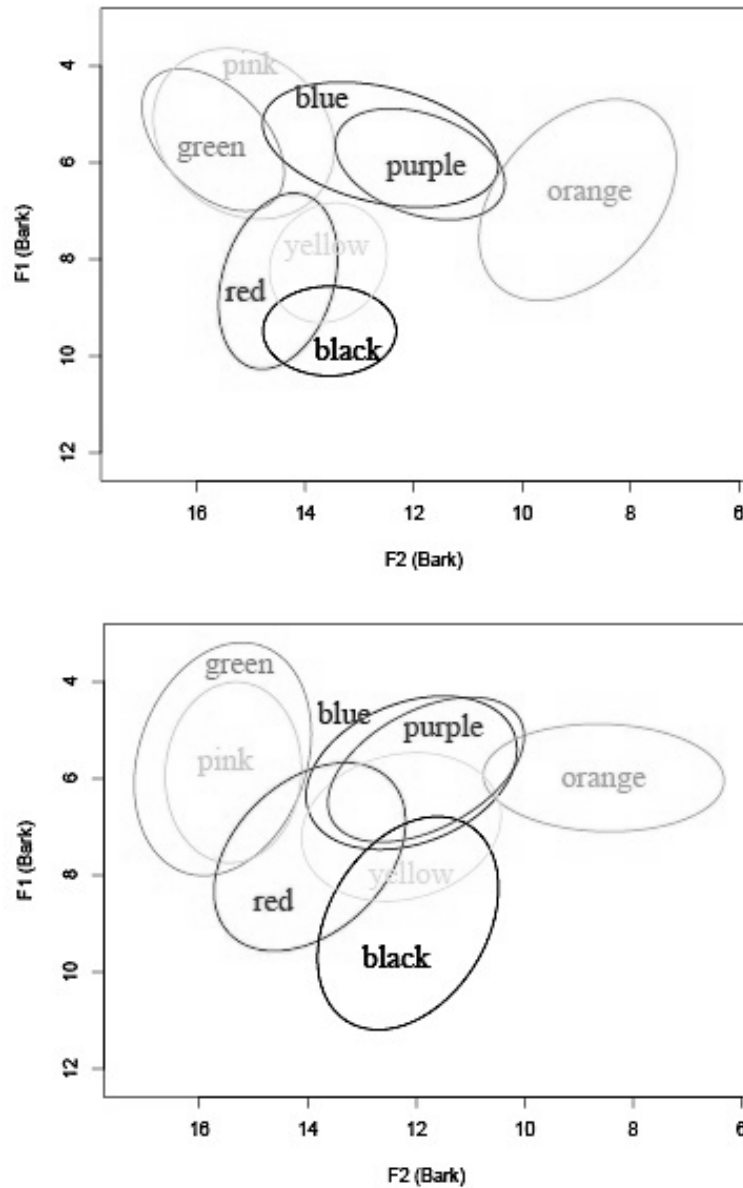 pink
4
blue
green
6
purple
orange
F1 (Bark)
yellow
8
red
black
10
12
16
14
12
10
8
6
F2 (Bark)
green
4
blue
purple
pink
6
orange
F1 (Bark)
yellow
8
red
black
10
12
16
14
12
10
8
6
F2 (Bark)